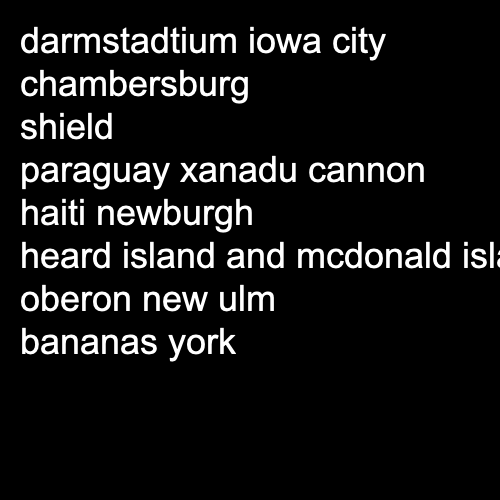 darmstadtium iowa city
chambersburg
shield
paraguay xanadu cannon
haiti newburgh
heard island and mcdonald isl
oberon new ulm
bananas york